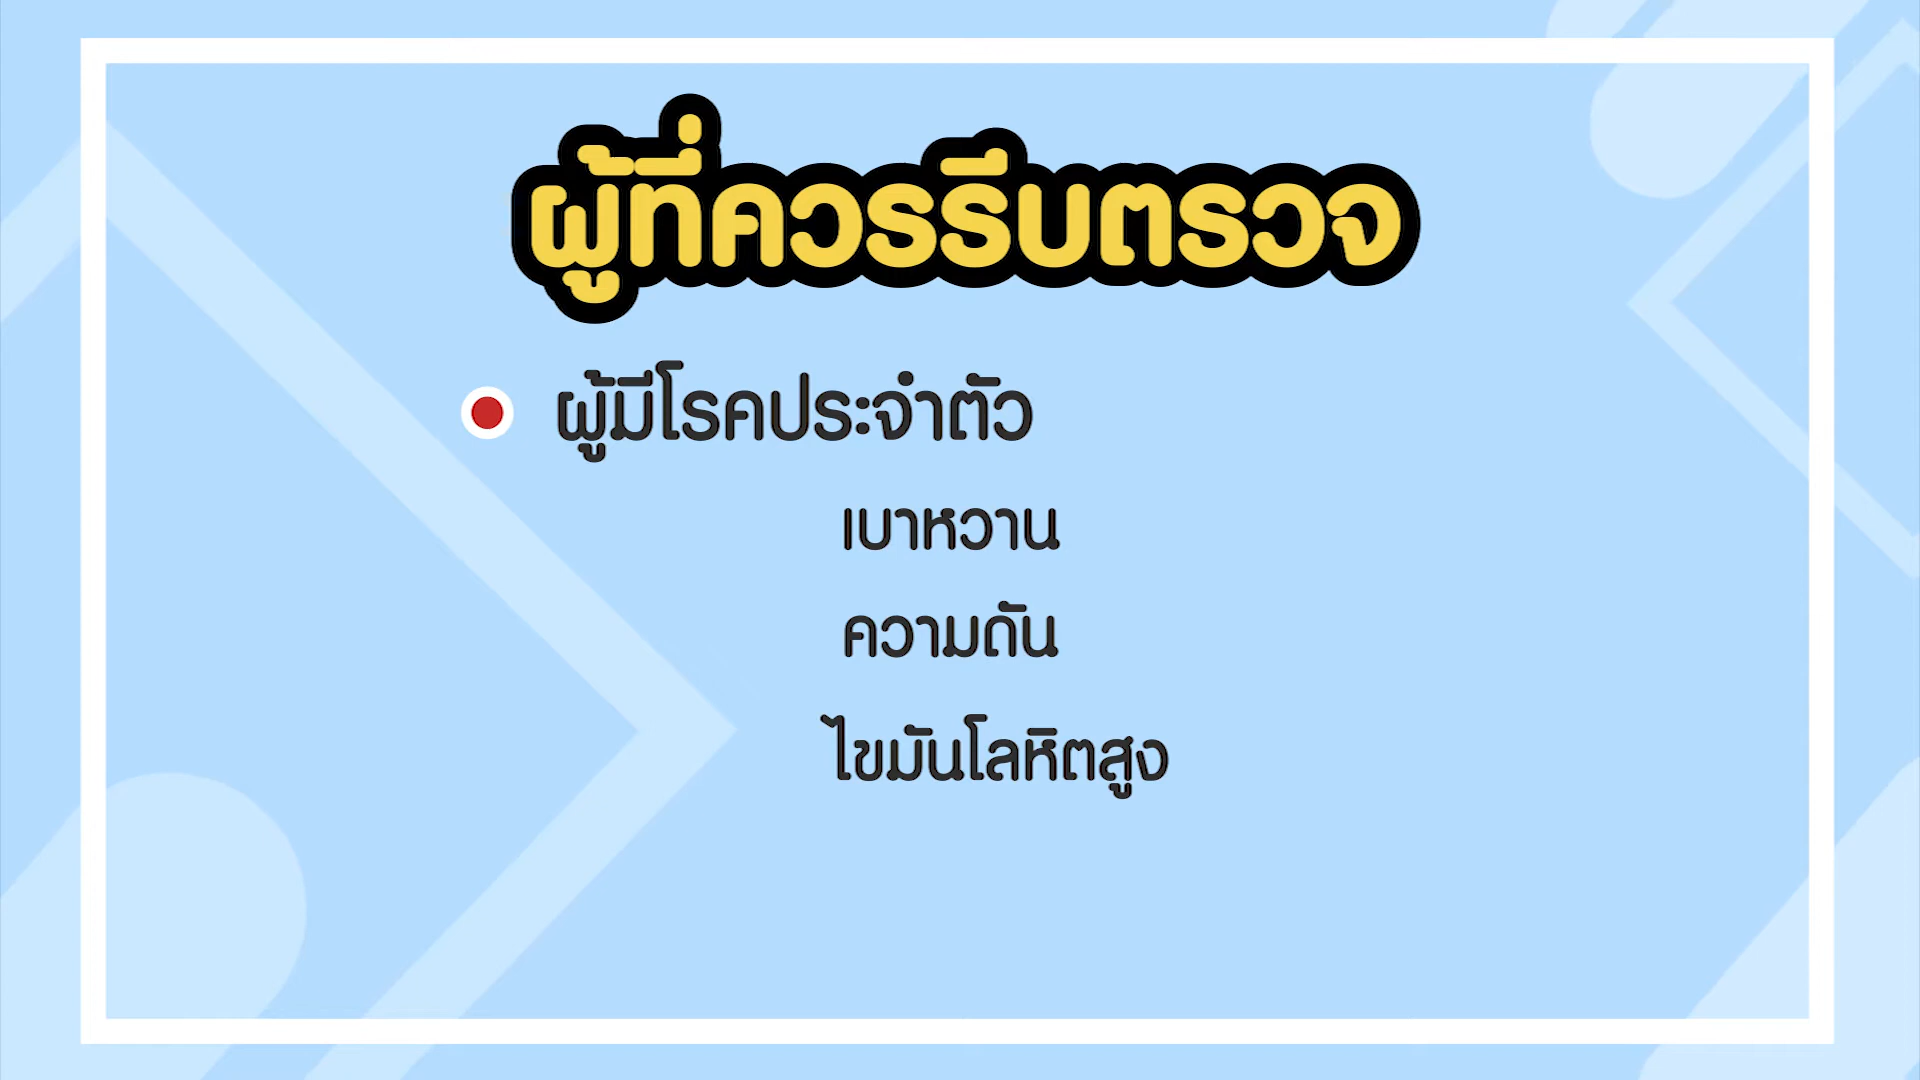 ผู้ที่ควรรีบตรวจ
ผู้มีโรคประจำตัว
เบาหวาน
ความดัน
ไขมันโลหิตสูง